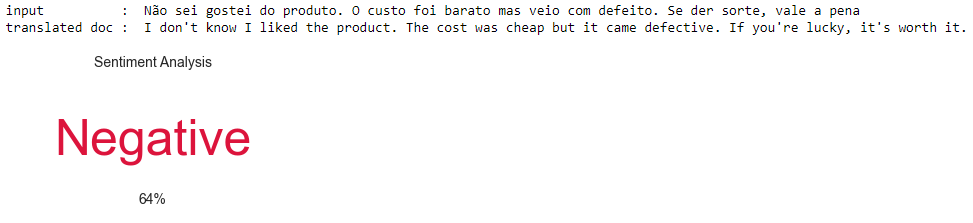 input : Não sei gostei do produto. O custo foi barato mas veio com defeito. Se der sorte, vale a pena
translated doc : I don't know I liked the product. The cost was cheap but it came defective. If you're lucky, it's worth it.
Sentiment Analysis
Negative
64%